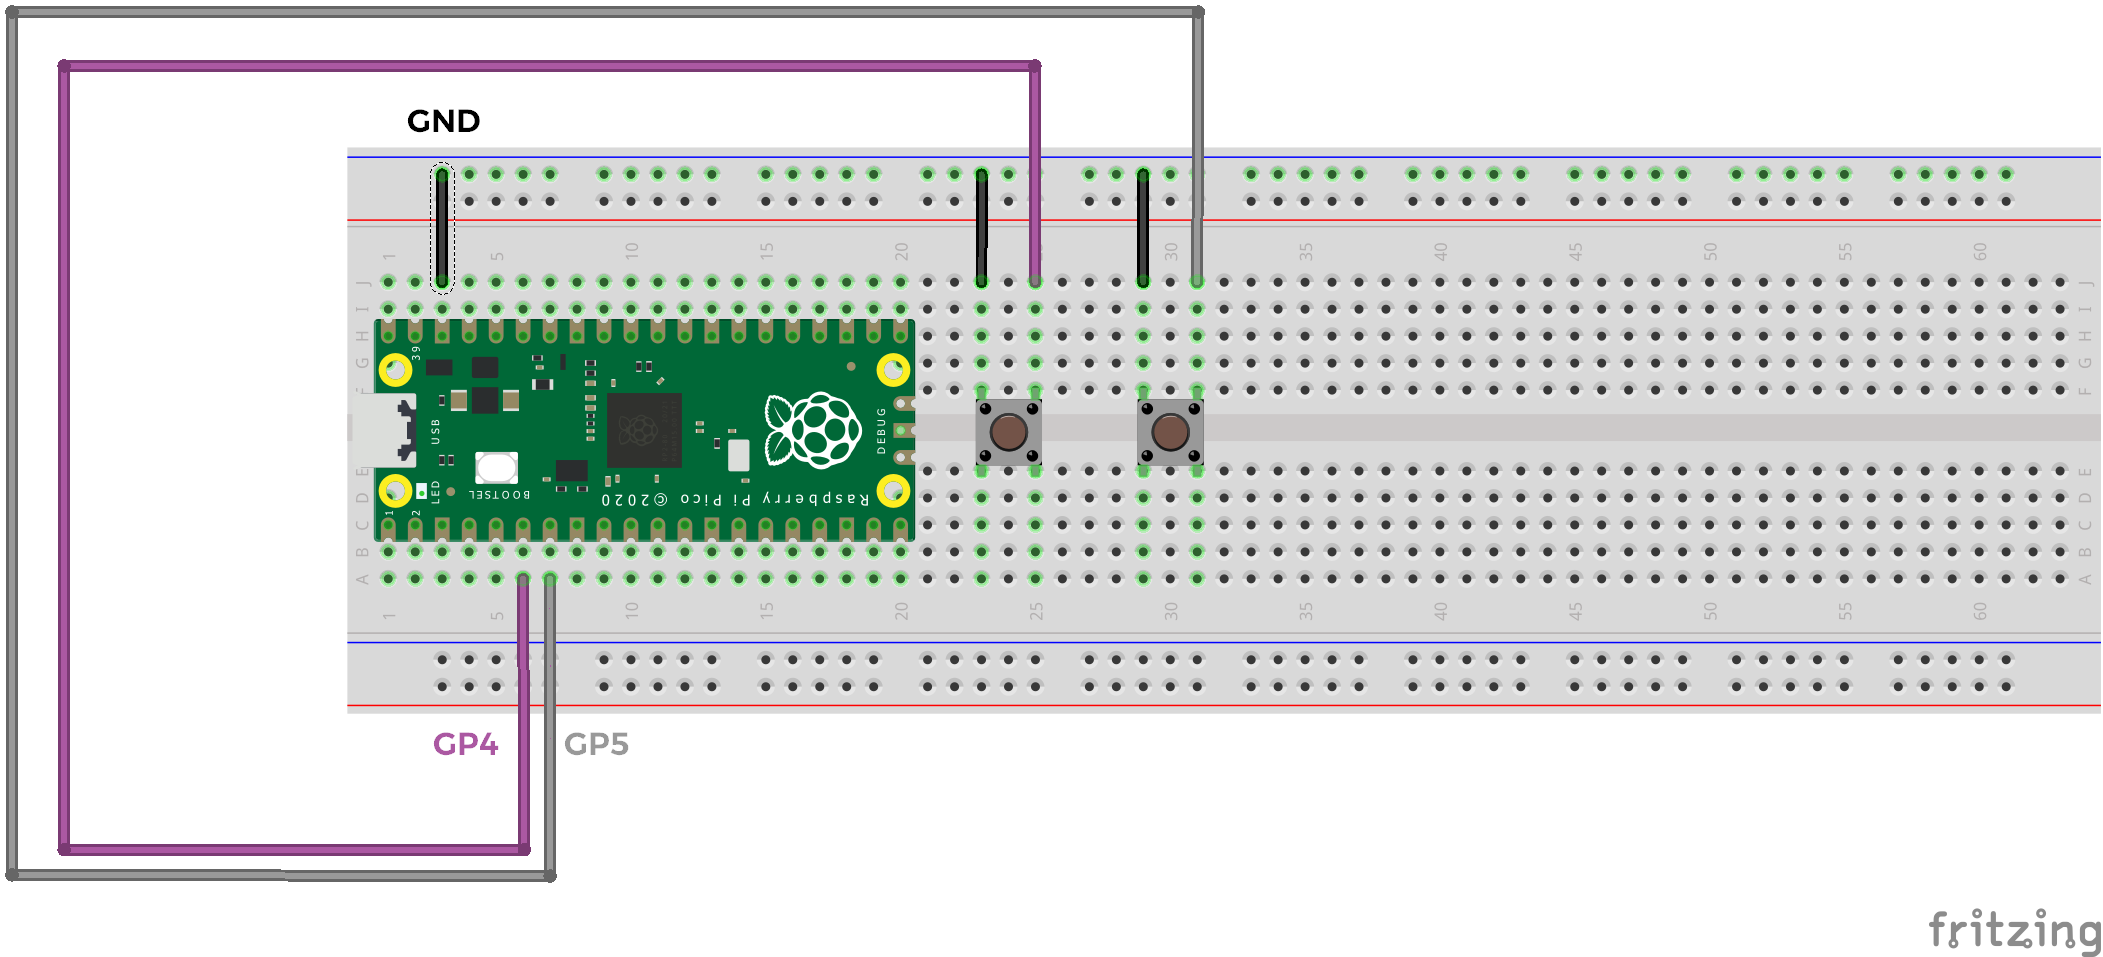 GND
1 5 10 15 20 25 30 35 40 45 50 55 60
J J
I I
H H
G G
F F
39
USB
DEBUG
LED
BOOTSEL
Raspberry Pi Pico ©2020
1 2
E E
D D
C C
B B
A A
1 5 10 15 20 25 30 35 40 45 50 55 60
GP4 GP5
fritzing